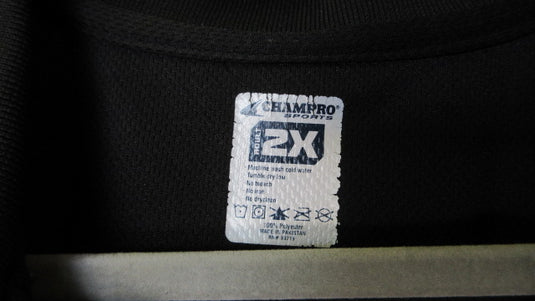 CHAMPRO
SPORTS
ADULT
2X
Machine wash cold water
Tumble dry low
No bleach
No iron
No dryclean
100% Polyester
MADE IN PAKISTAN